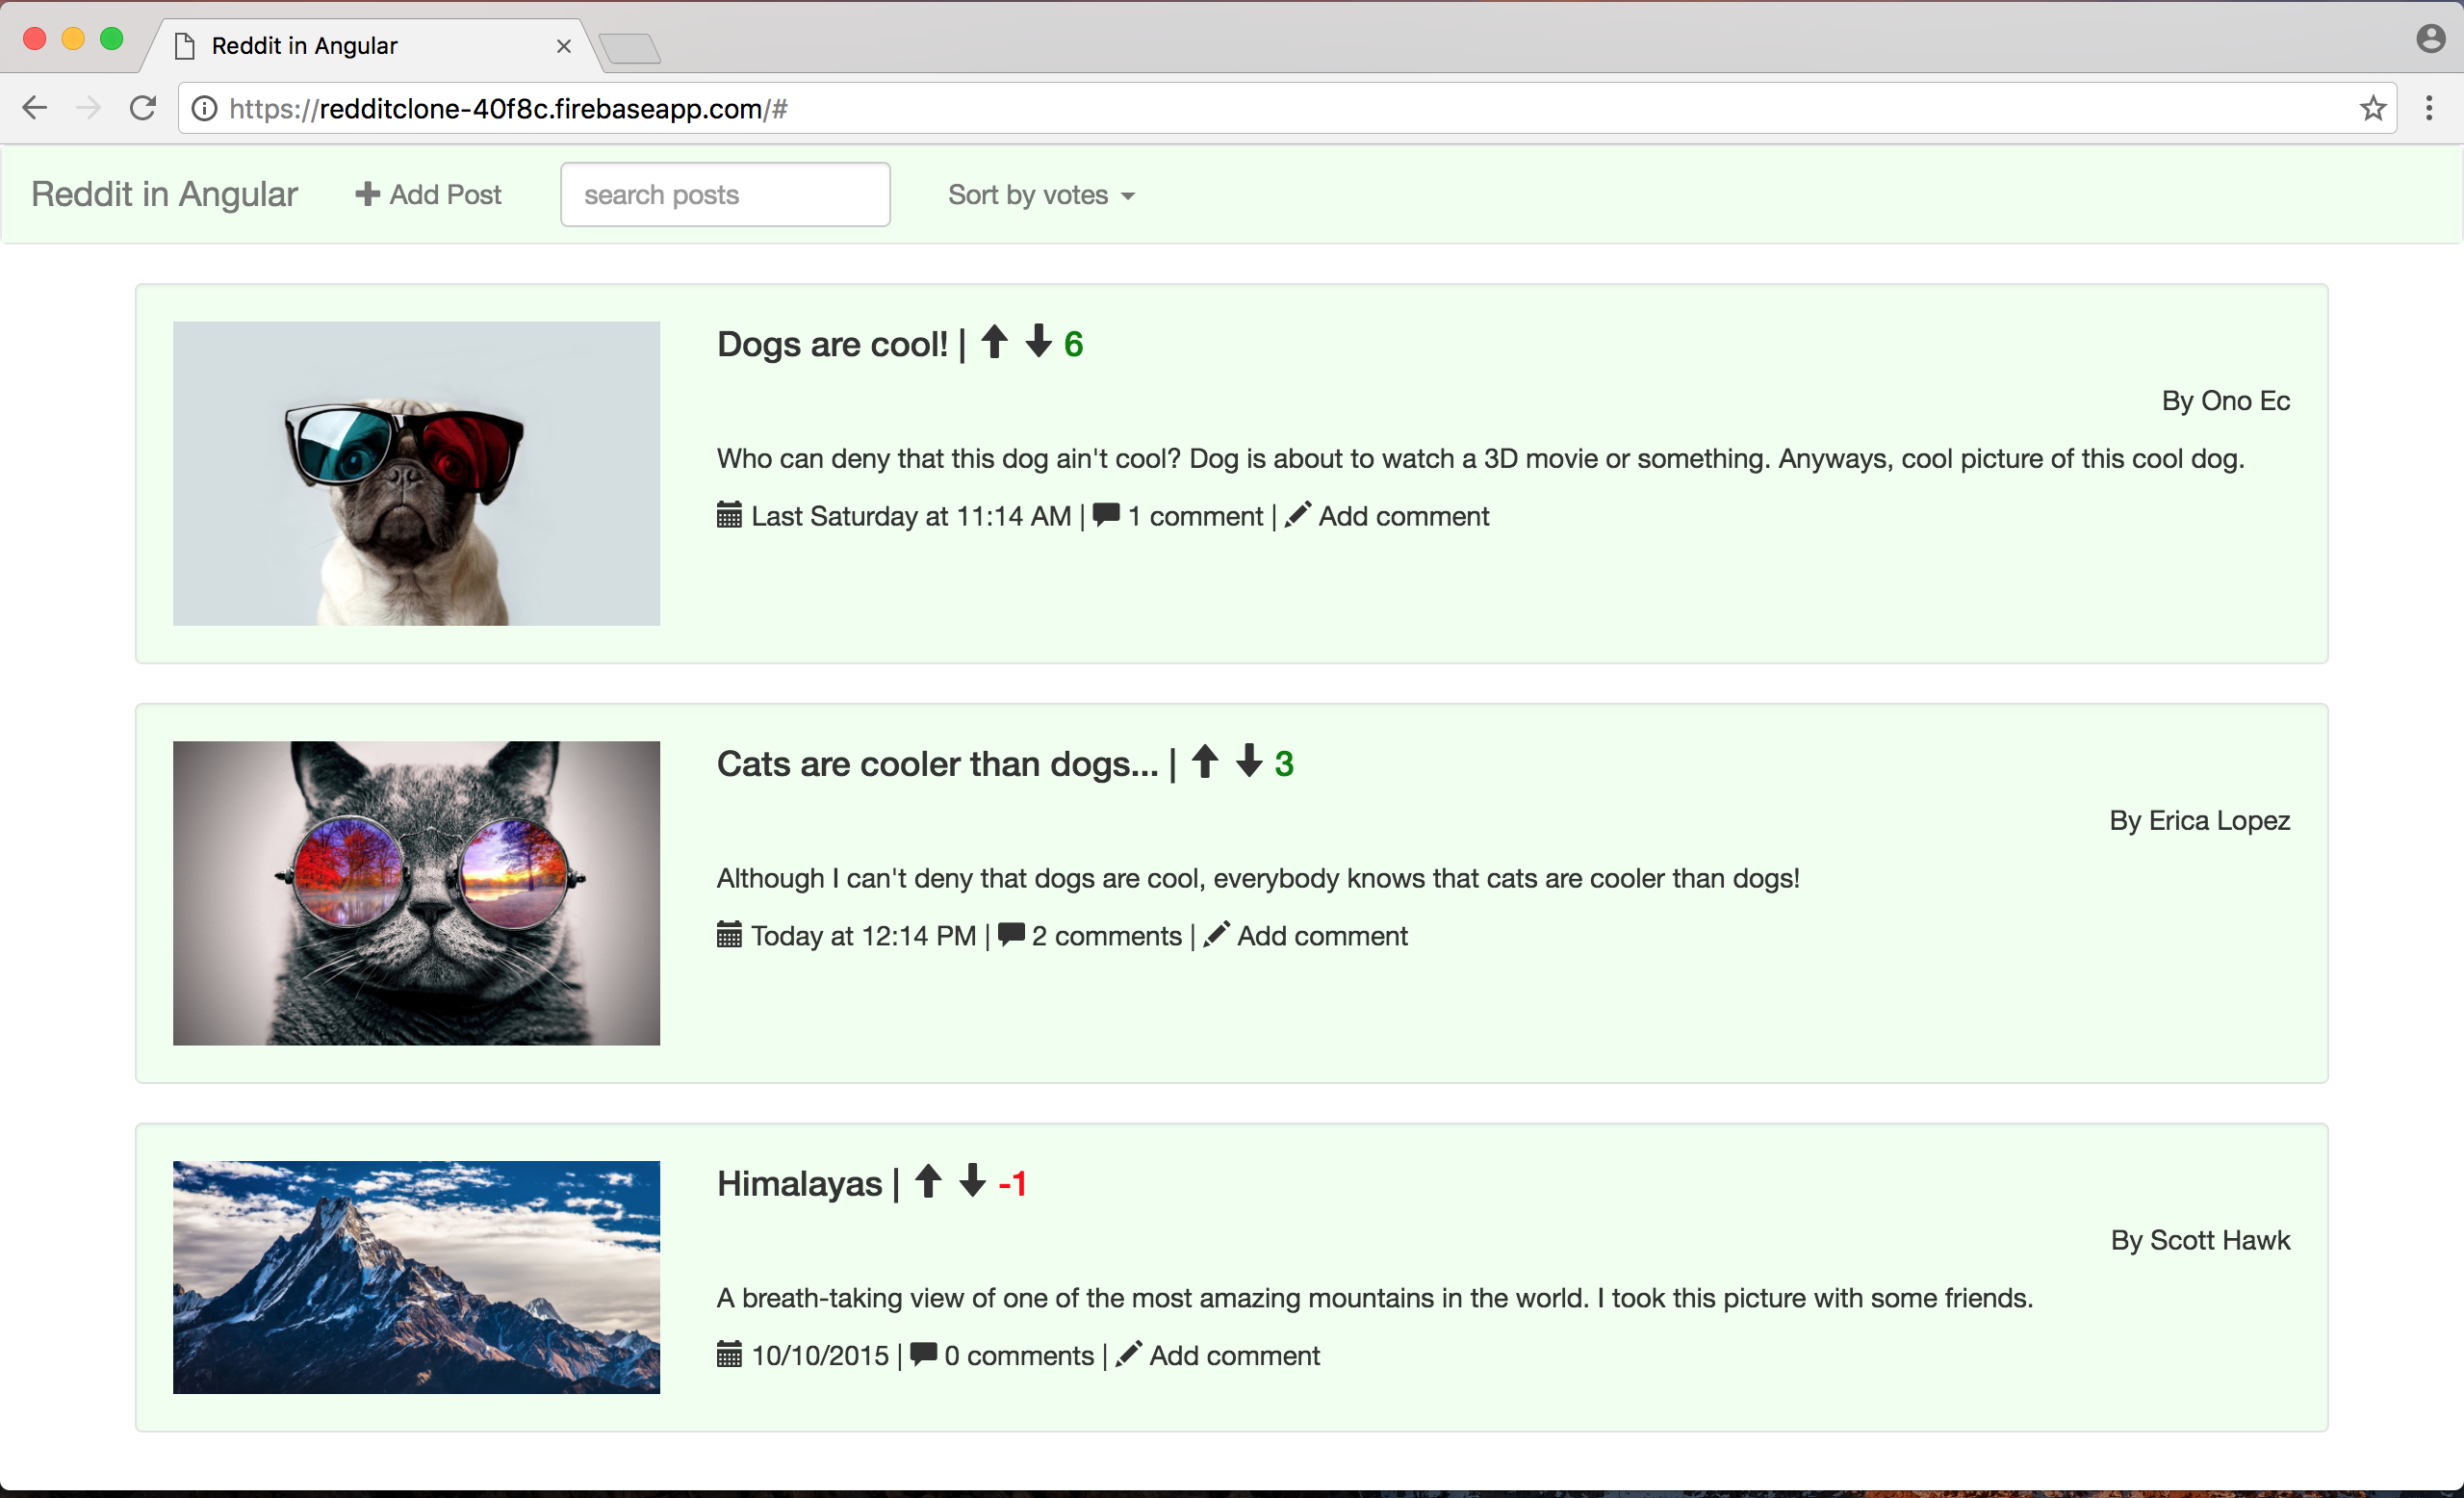 Reddit in Angular
https://redditclone-40f8c.firebaseapp.com/#
Reddit in Angular Add Post search posts Sort by votes
Dogs are cool! | 6
By Ono Ec
Who can deny that this dog ain't cool? Dog is about to watch a 3D movie or something. Anyways, cool picture of this cool dog.
Last Saturday at 11:14 AM | 1 comment | Add comment
Cats are cooler than dogs... | 3
By Erica Lopez
Although I can't deny that dogs are cool, everybody knows that cats are cooler than dogs!
Today at 12:14 PM | 2 comments | Add comment
Himalayas | -1
By Scott Hawk
A breath-taking view of one of the most amazing mountains in the world. I took this picture with some friends.
10/10/2015 | 0 comments | Add comment